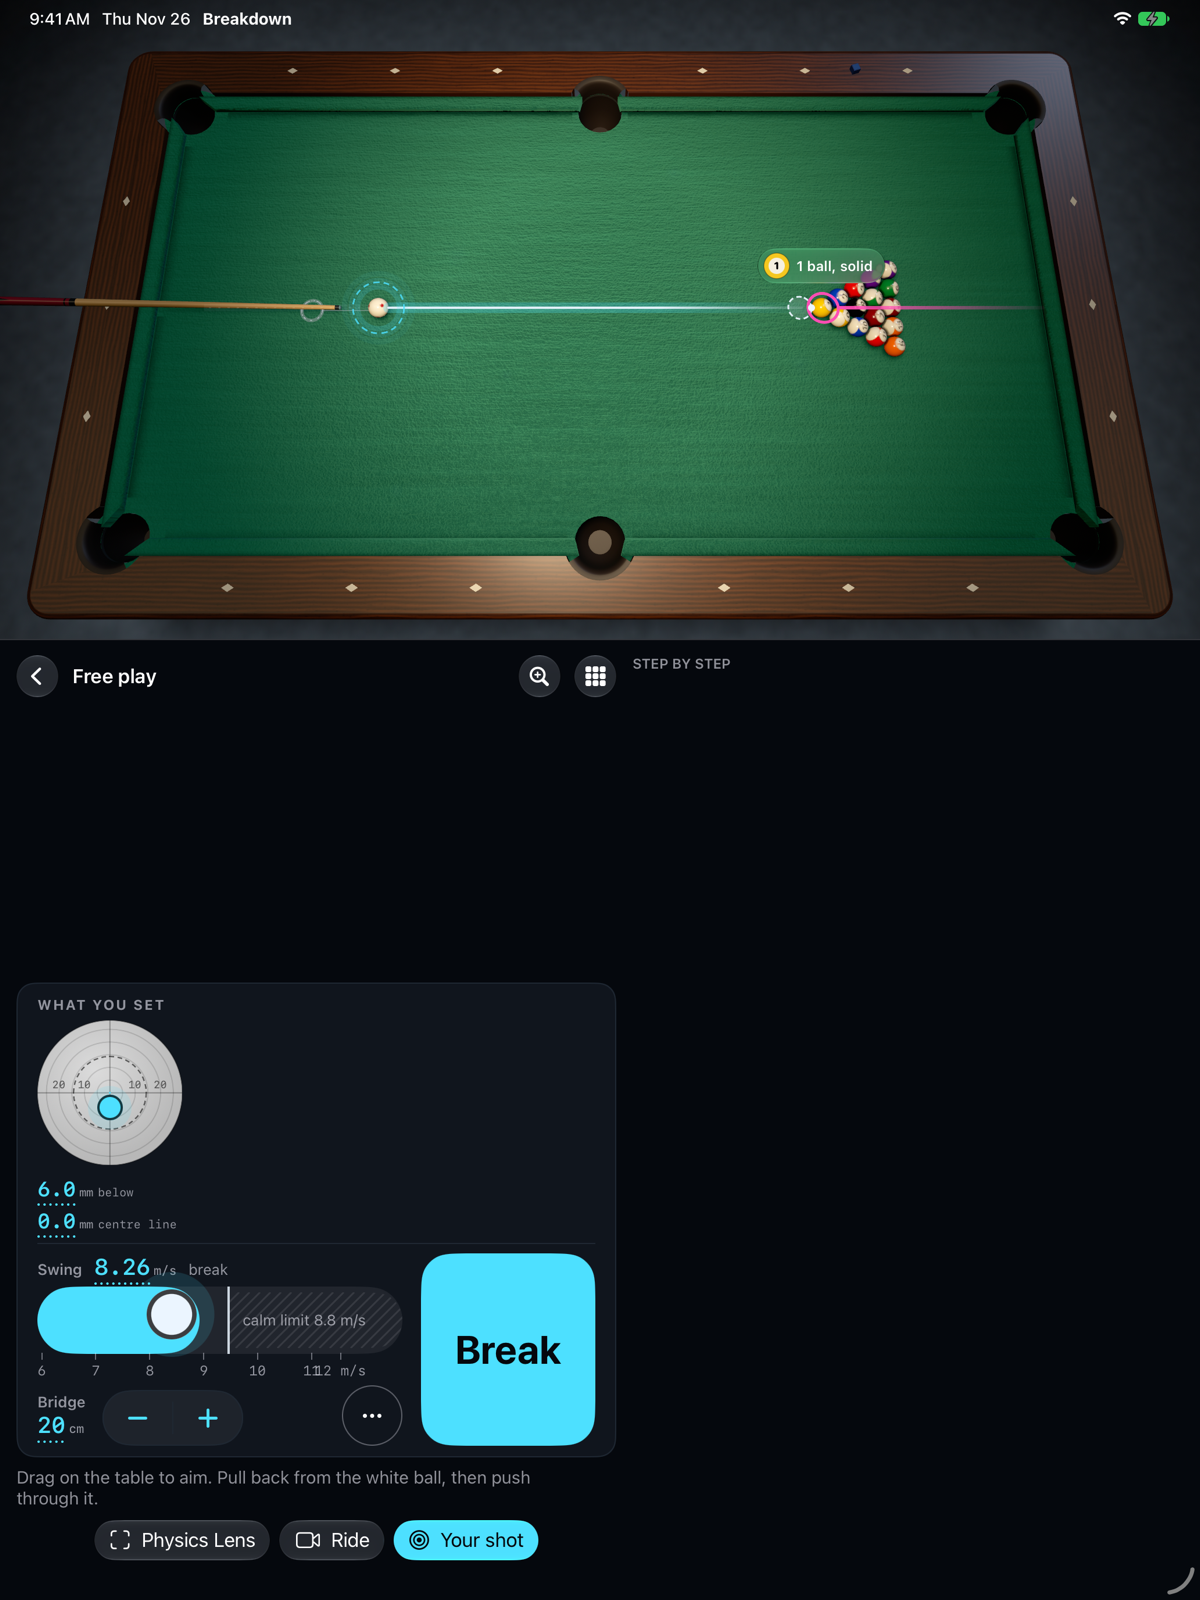 9:41 AM Thu Nov 26 Breakdown
1 1 ball, solid
Free play
STEP BY STEP
WHAT YOU SET
20 10 10 20
6.0 mm below
0.0 mm centre line
Swing 8.26 m/s break
calm limit 8.8 m/s
6 7 8 9 10 11 12 m/s
Break
Bridge
20 cm
Drag on the table to aim. Pull back from the white ball, then push
through it.
Physics Lens Ride Your shot